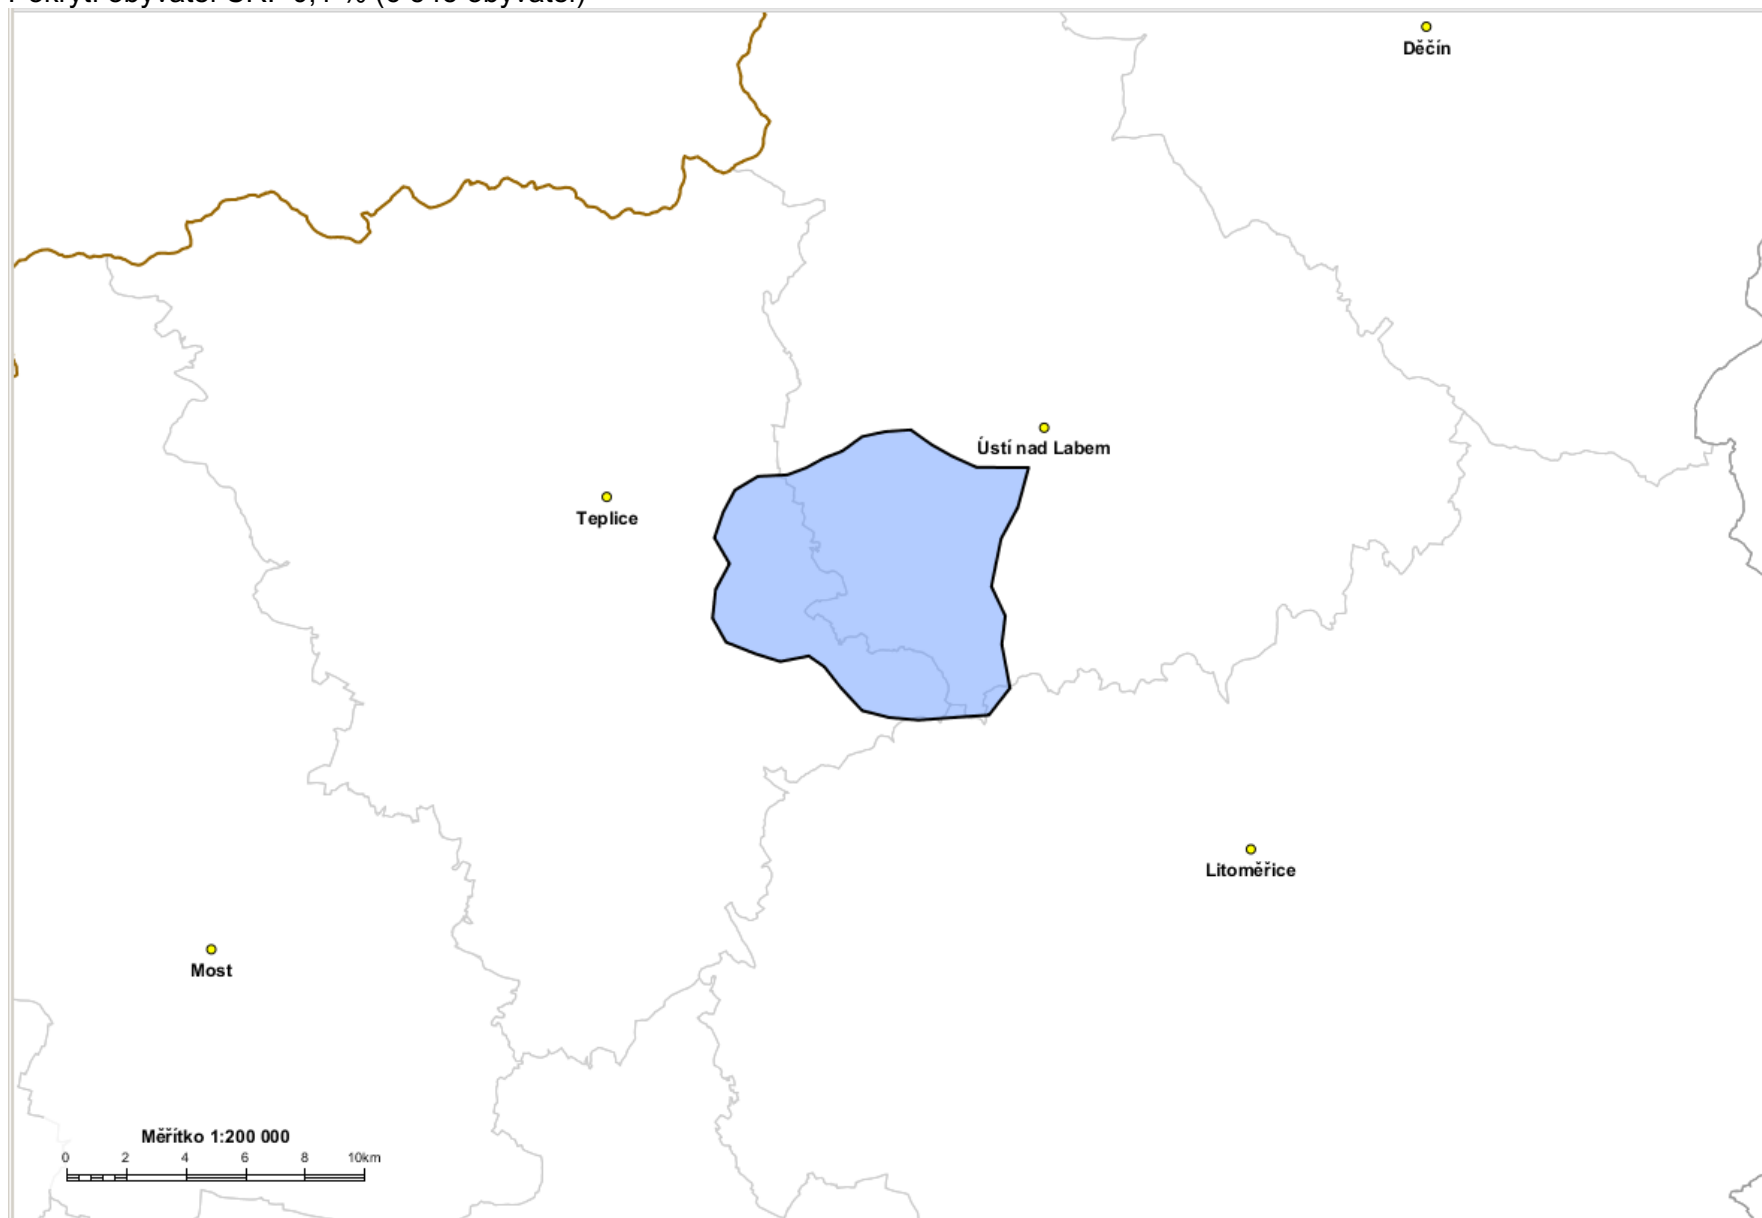 Děčín
Ústí nad Labem
Teplice
Litoměřice
Most
Měřítko 1:200 000
0 2 4 6 8 10km